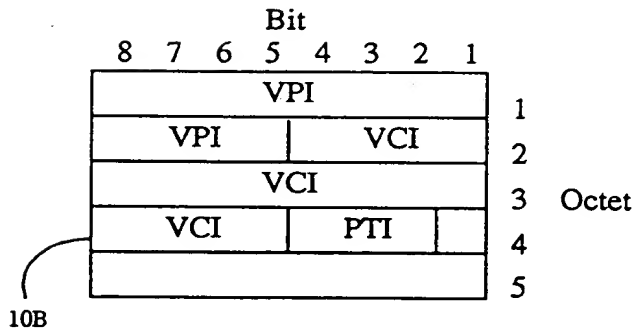 Bit
8 7 6 5 4 3 2 1
VPI
1
VPI VCI
2
VCI
3 Octet
VCI PTI
4
5
10B